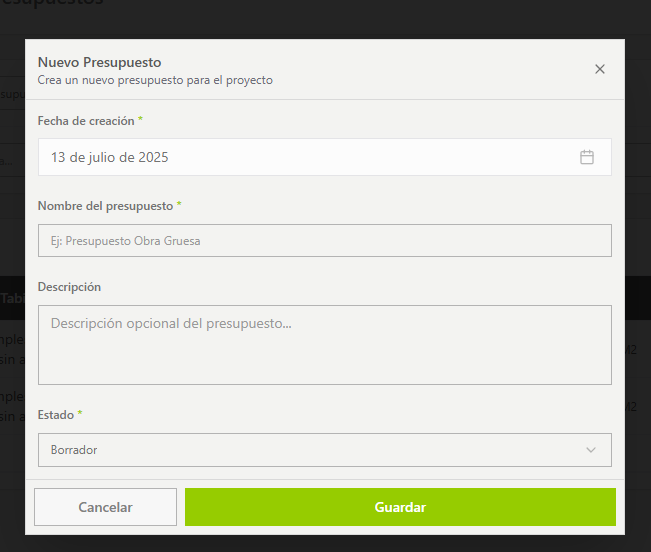 Nuevo Presupuesto
Crea un nuevo presupuesto para el proyecto
Fecha de creación *
13 de julio de 2025
Nombre del presupuesto *
Ej: Presupuesto Obra Gruesa
Descripción
Descripción opcional del presupuesto...
Estado *
Borrador
Cancelar
Guardar